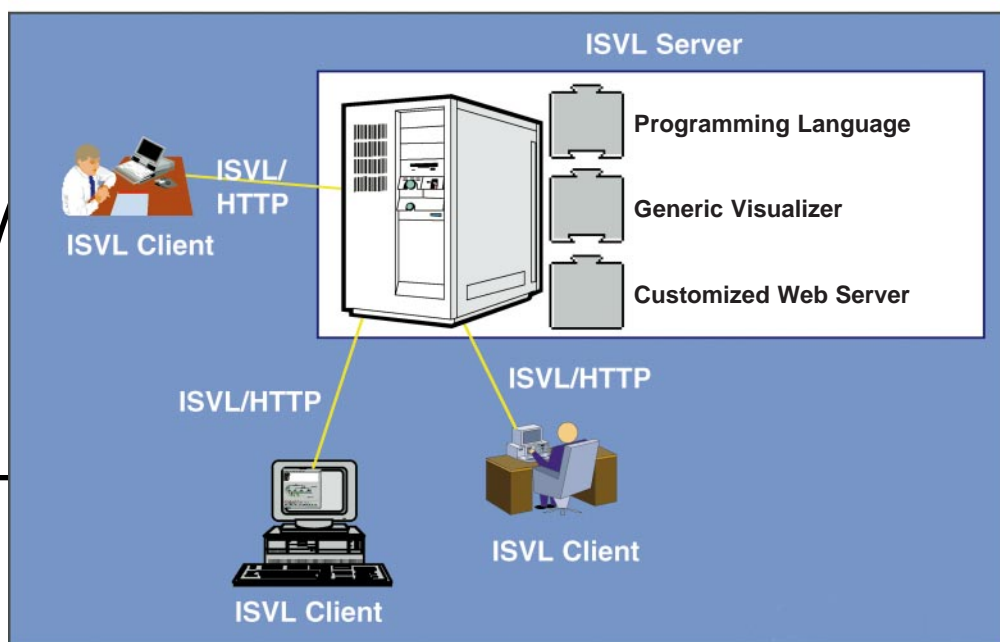 ISVL Server
Programming Language
ISVL/
HTTP
Generic Visualizer
ISVL Client
Customized Web Server
ISVL/HTTP
ISVL/HTTP
ISVL Client
ISVL Client